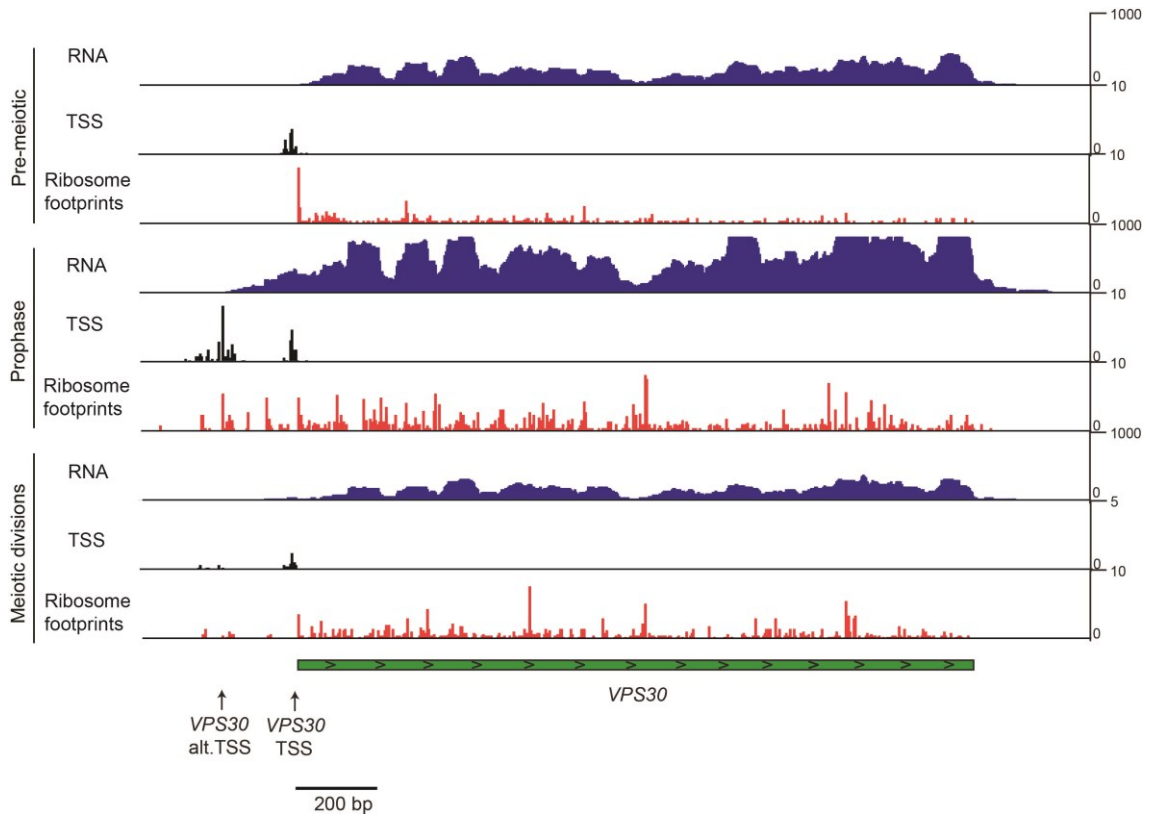 1000
RNA
0
10
TSS
0
10
Ribosome
footprints
0
1000
Pre-meiotic
RNA
0
10
TSS
0
10
Ribosome
footprints
0
1000
Prophase
RNA
0
5
TSS
0
10
Ribosome
footprints
0
Meiotic divisions
> > > > > > > > > > > > > >
VPS30
VPS30
alt.TSS
VPS30
TSS
200 bp